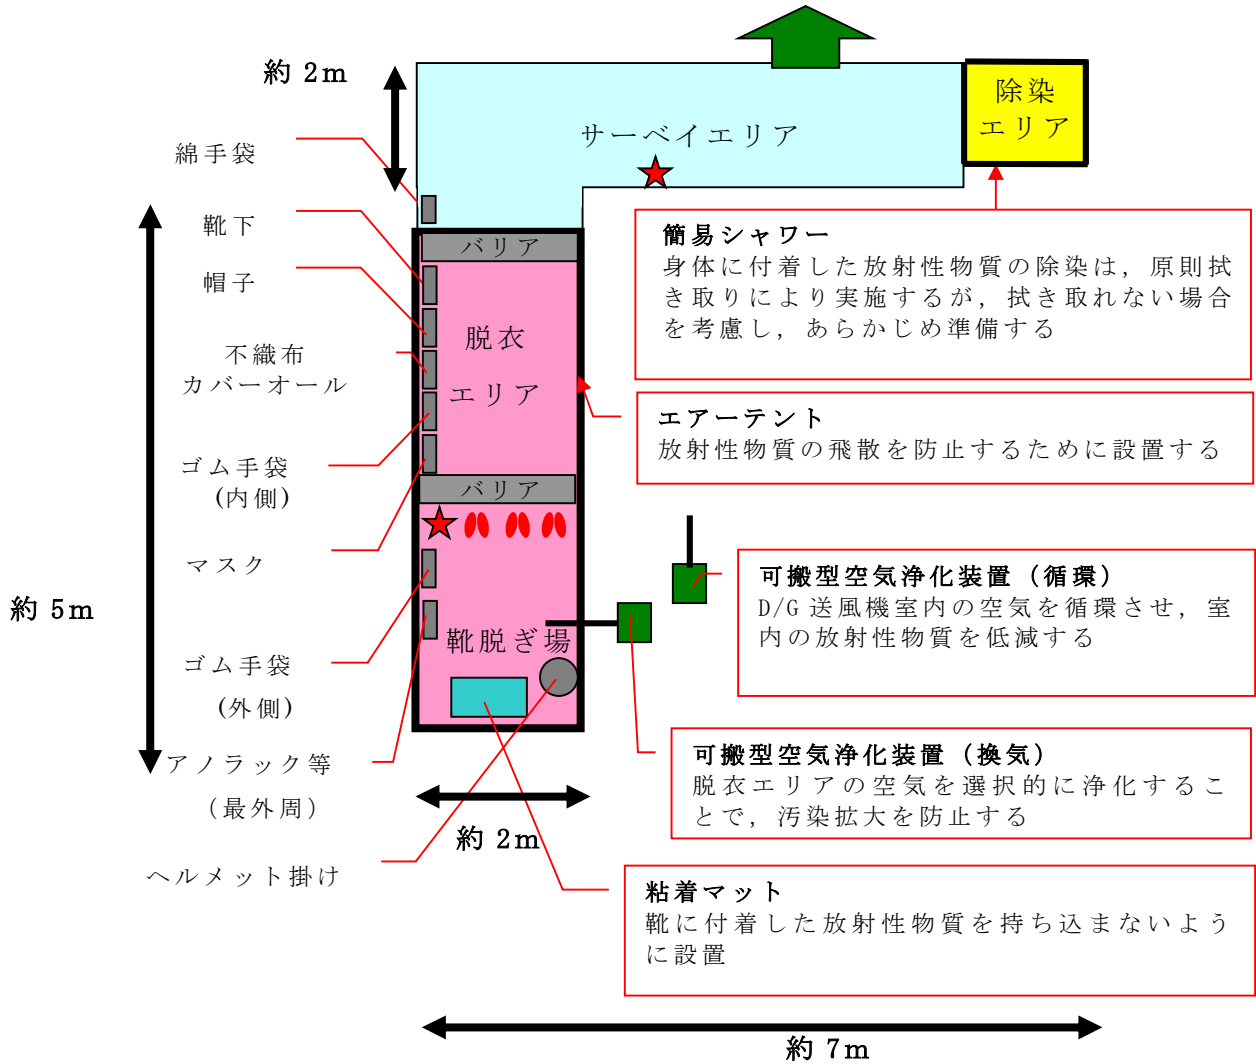 約 2m
除染
エリア
サーベイエリア
綿手袋
靴下
帽子
不織布
カバーオール
ゴム手袋
(内側)
マスク
約 5m
ゴム手袋
(外側)
アノラック等
(最外周)
ヘルメット掛け
バリア
脱衣
エリア
バリア
靴脱ぎ場
約 2m
簡易シャワー
身体に付着した放射性物質の除染は，原則拭
き取りにより実施するが，拭き取れない場合
を考慮し，あらかじめ準備する
エアーテント
放射性物質の飛散を防止するために設置する
可搬型空気浄化装置（循環）
D/G 送風機室内の空気を循環させ，室
内の放射性物質を低減する
可搬型空気浄化装置（換気）
脱衣エリアの空気を選択的に浄化するこ
とで，汚染拡大を防止する
粘着マット
靴に付着した放射性物質を持ち込まないよう
に設置
約 7m